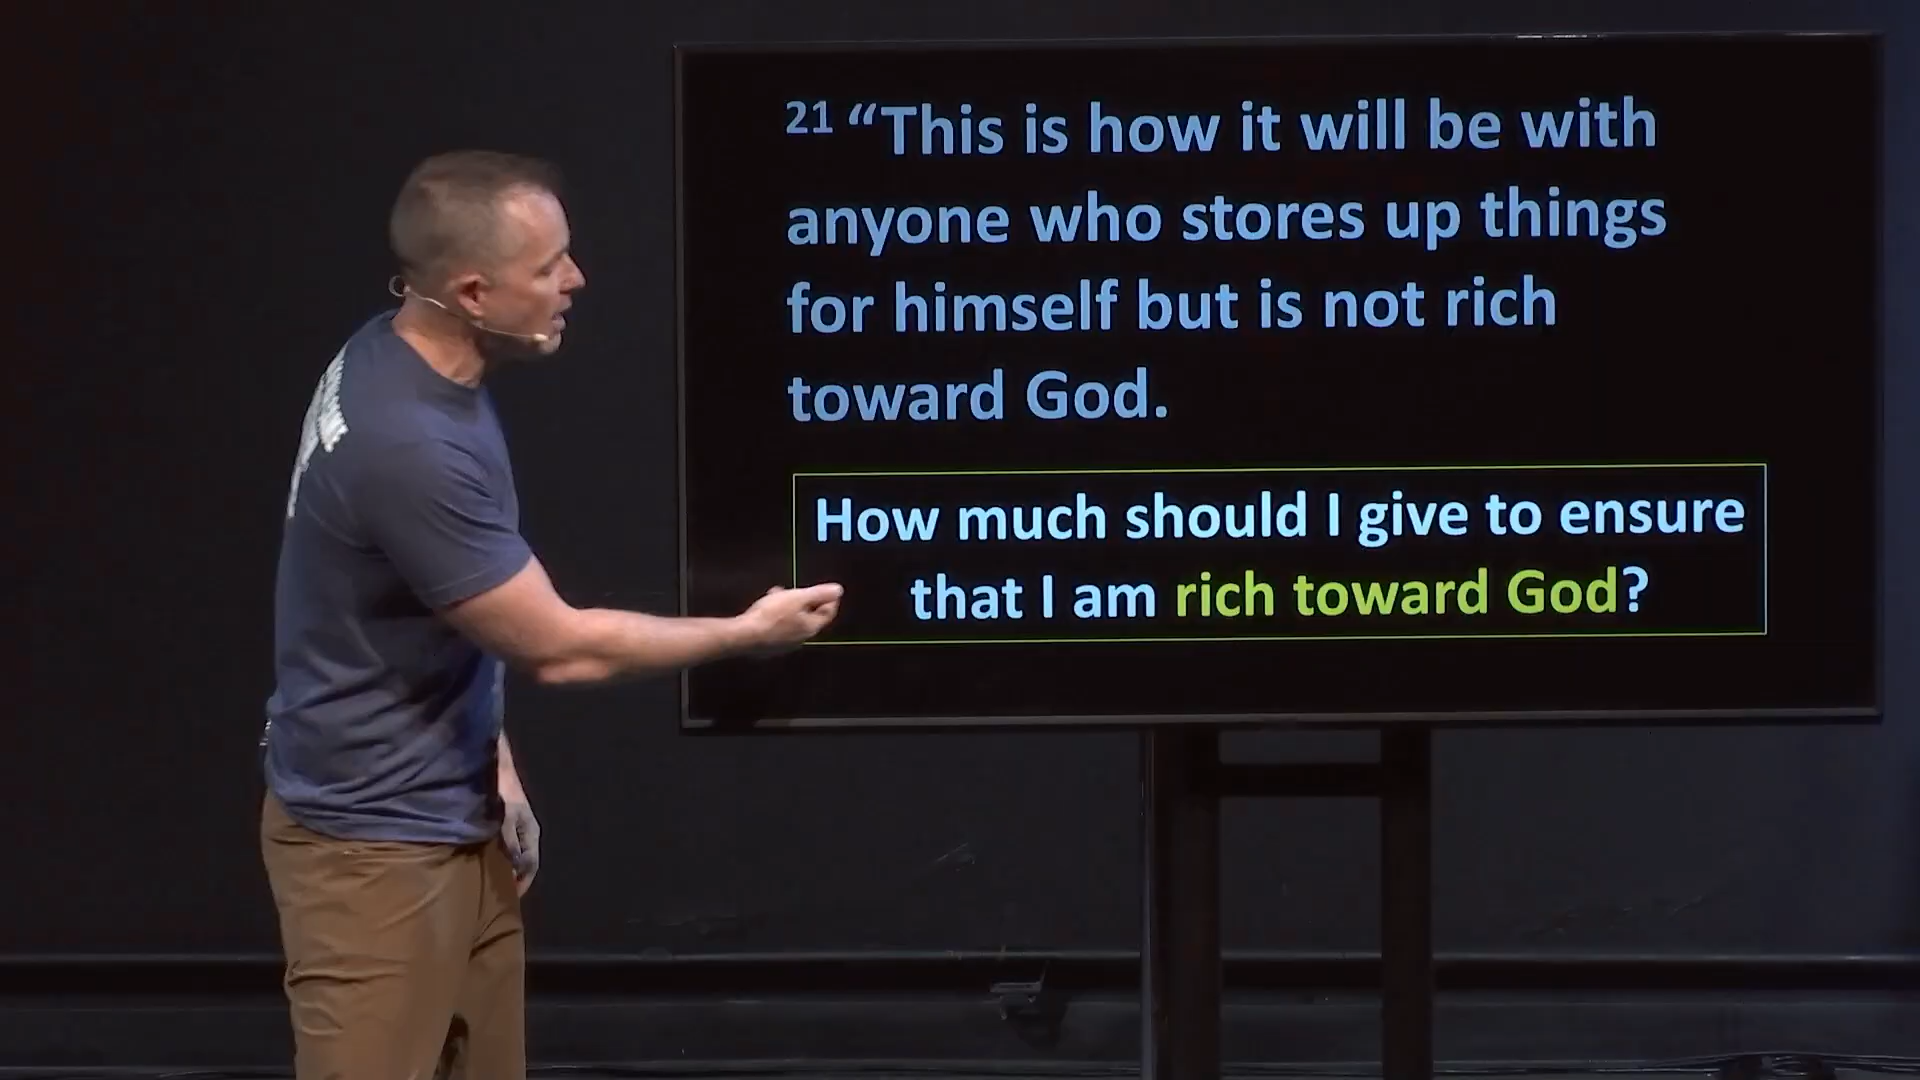 21 “This is how it will be with
anyone who stores up things
for himself but is not rich
toward God.
How much should I give to ensure
that I am rich toward God?